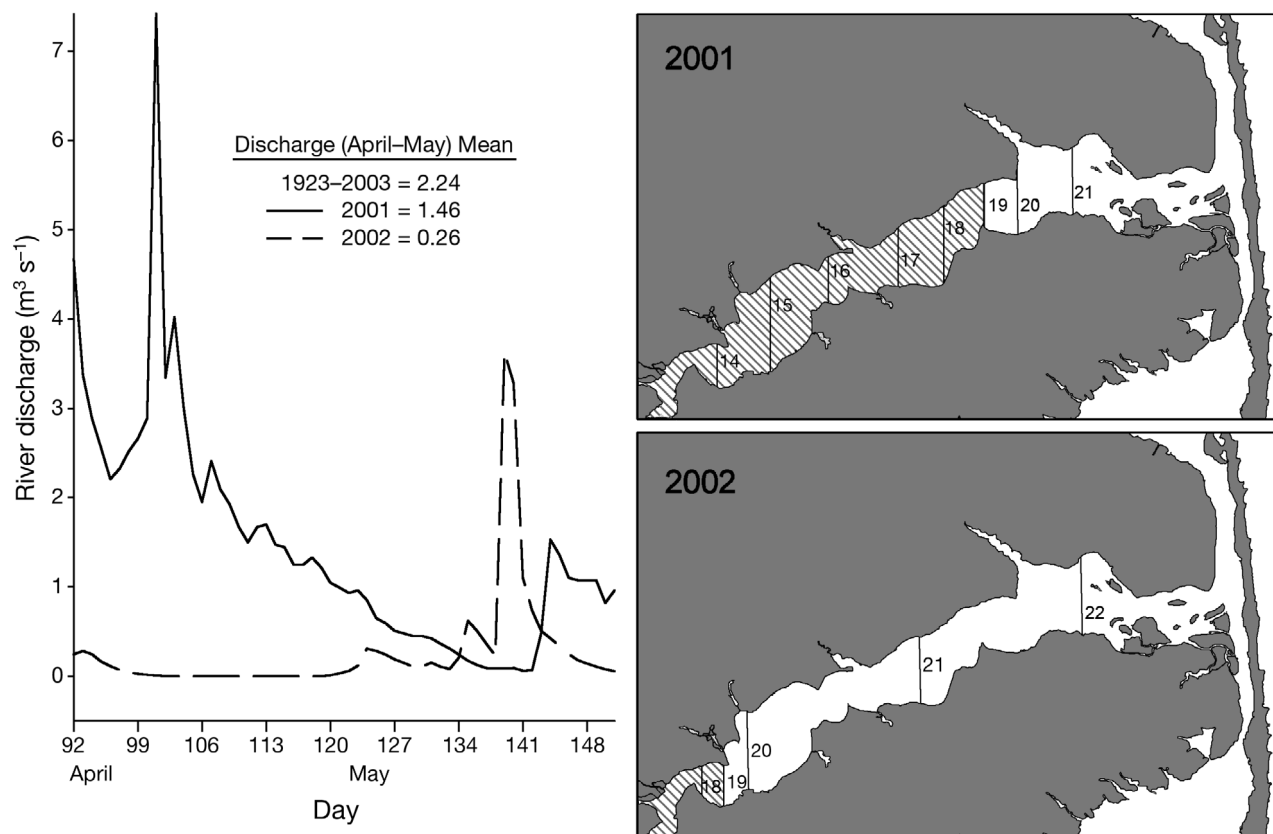 7
6
5
4
3
2
1
0
River discharge (m³ s⁻¹)
Discharge (April–May) Mean
1923–2003 = 2.24
2001 = 1.46
2002 = 0.26
92 99 106 113 120 127 134 141 148
April May
Day
2001
14 15 16 17 18 19 20 21
2002
18 19 20 21 22